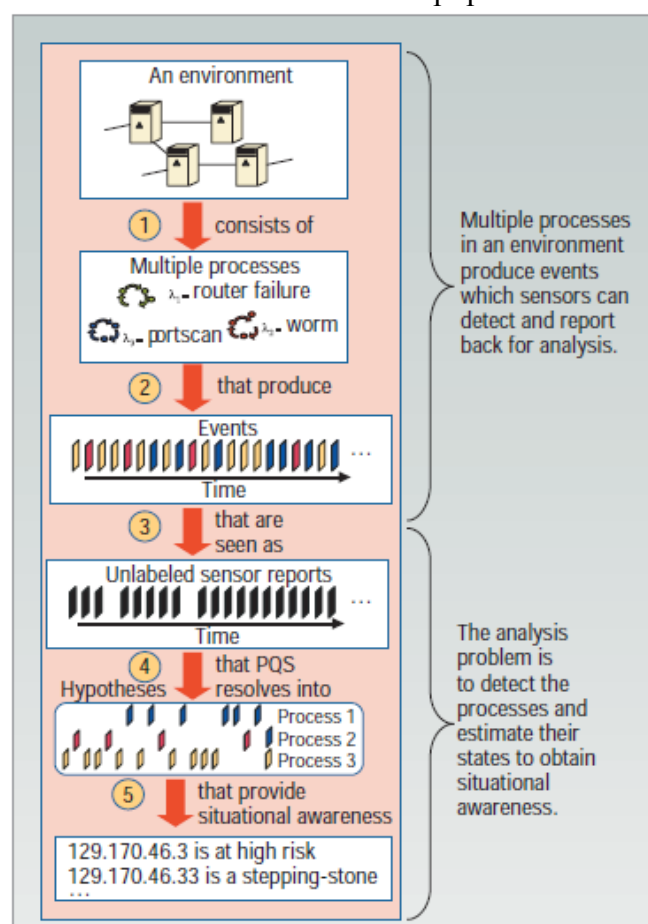 An environment
1 consists of
Multiple processes
λ₁- router failure
λ₃- portscan λ₂- worm
2 that produce
Events
...
Time
3 that are
seen as
Unlabeled sensor reports
...
Time
4 that PQS
Hypotheses resolves into
Process 1
Process 2
Process 3
5 that provide
situational awareness
129.170.46.3 is at high risk
129.170.46.33 is a stepping-stone
...
Multiple processes
in an environment
produce events
which sensors can
detect and report
back for analysis.
The analysis
problem is
to detect the
processes and
estimate their
states to obtain
situational
awareness.